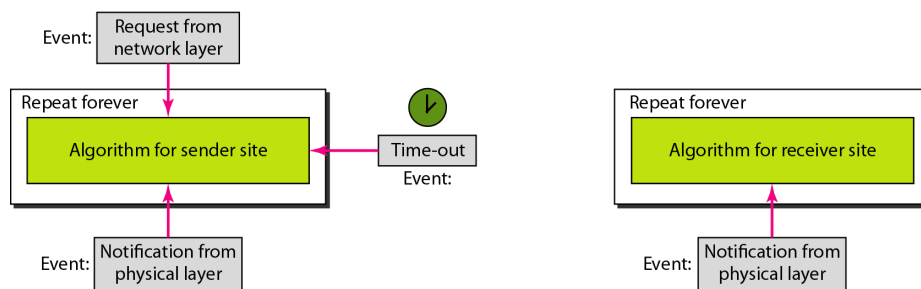 Event:
Request from
network layer
Repeat forever
Algorithm for sender site
Time-out
Event:
Event:
Notification from
physical layer
Repeat forever
Algorithm for receiver site
Event:
Notification from
physical layer